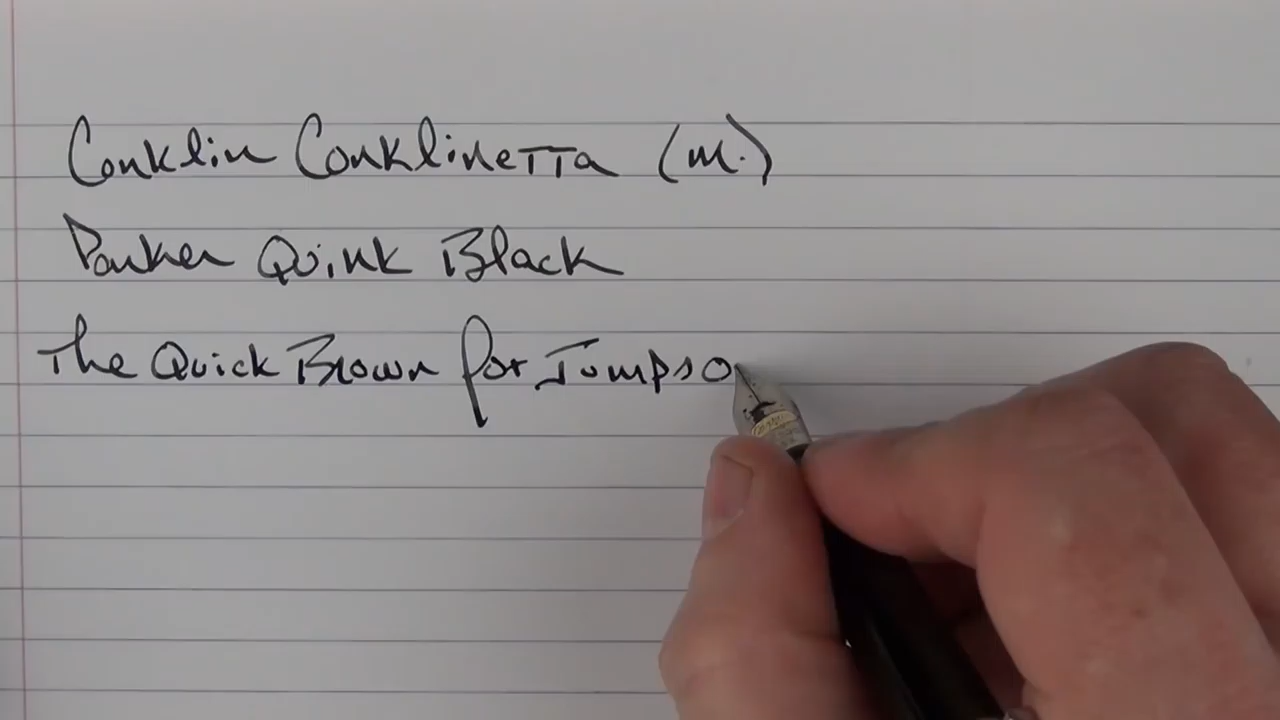 Conklin Conklinetta (m.)
Parker Quink Black
The Quick Brown fox Jumps o